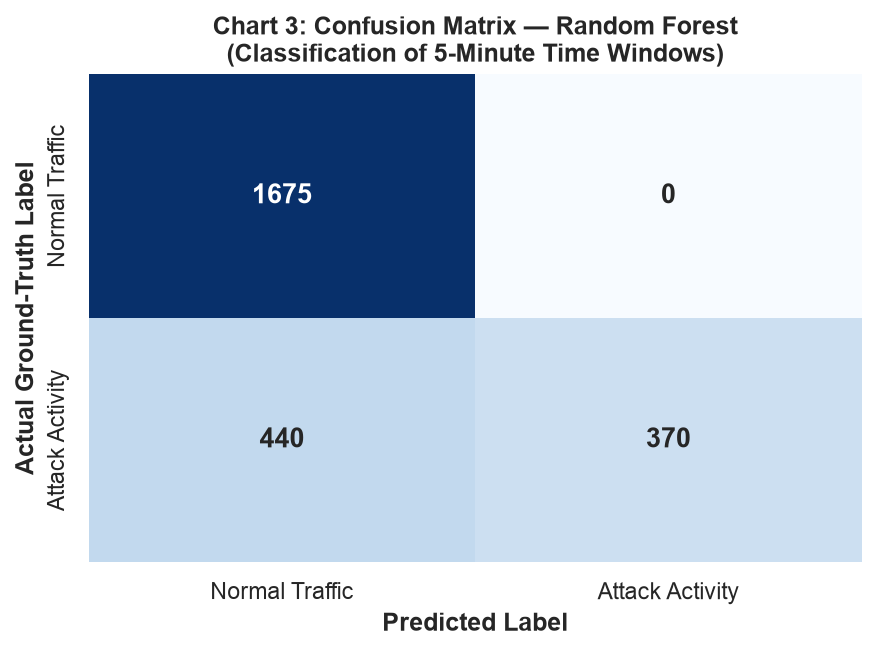 Chart 3: Confusion Matrix — Random Forest
(Classification of 5-Minute Time Windows)
Actual Ground-Truth Label
Normal Traffic
1675
0
Attack Activity
440
370
Normal Traffic
Attack Activity
Predicted Label